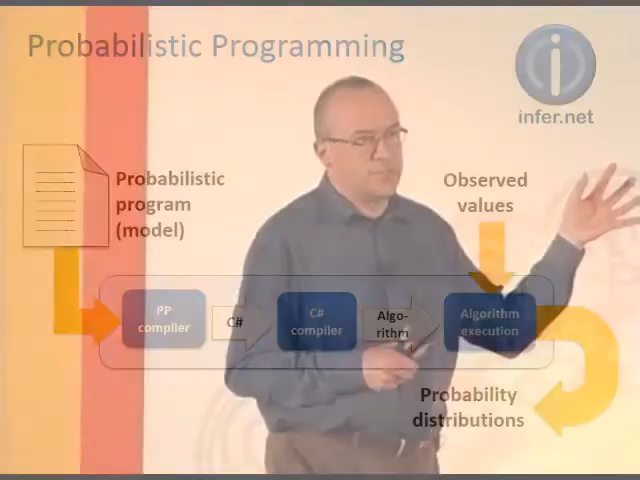 Probabilistic Programming
infer.net
Probabilistic
program
(model)
Observed
values
PP
compiler
C#
C#
compiler
Algo-
rithm
Algorithm
execution
Probability
distributions